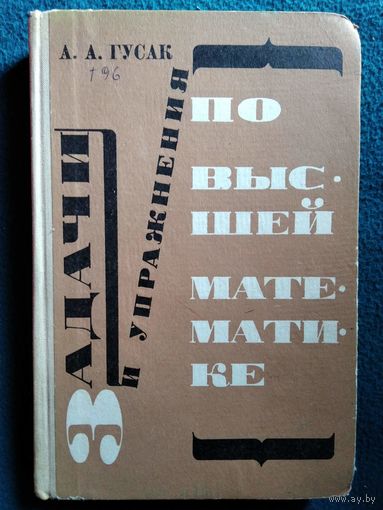 А. А. ГУСАК
196
ЗАДАЧИ
И УПРАЖНЕНИЯ
ПО
ВЫС·
ШЕЙ
МАТЕ·
МАТИ·
КЕ
www.ay.by